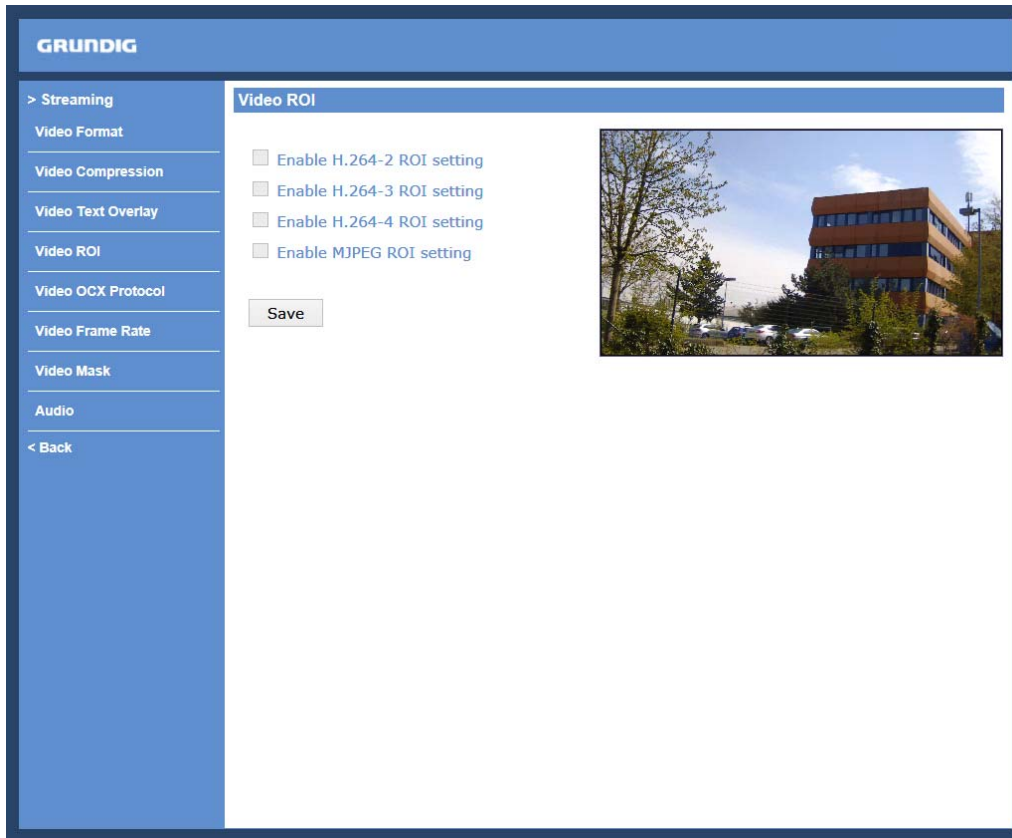 GRUNDIG
> Streaming
Video Format
Video Compression
Video Text Overlay
Video ROI
Video OCX Protocol
Video Frame Rate
Video Mask
Audio
< Back
Video ROI
Enable H.264-2 ROI setting
Enable H.264-3 ROI setting
Enable H.264-4 ROI setting
Enable MJPEG ROI setting
Save